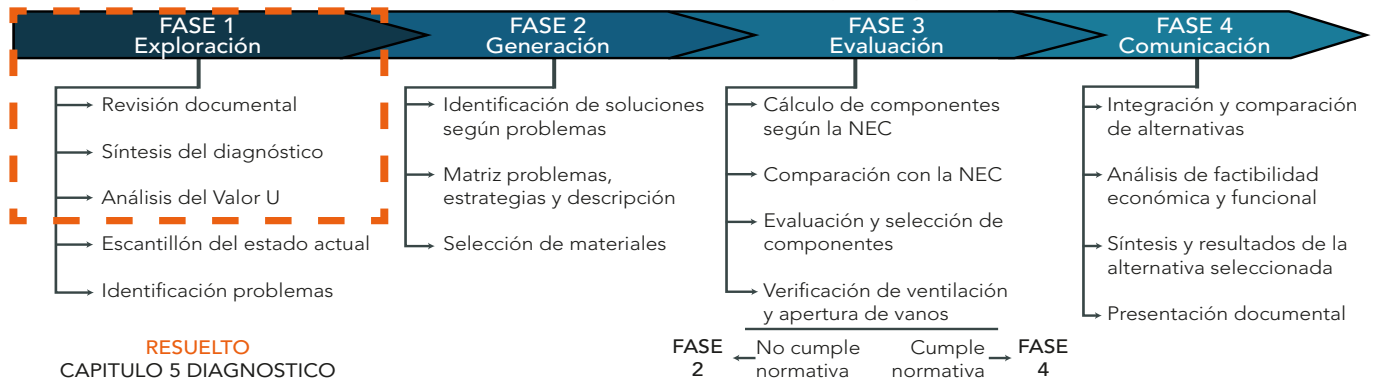 FASE 1
Exploración
Revisión documental
Síntesis del diagnóstico
Análisis del Valor U
Escantillón del estado actual
Identificación problemas
RESUELTO
CAPITULO 5 DIAGNOSTICO
FASE 2
Generación
Identificación de soluciones
según problemas
Matriz problemas,
estrategias y descripción
Selección de materiales
FASE 3
Evaluación
Cálculo de componentes
según la NEC
Comparación con la NEC
Evaluación y selección de
componentes
Verificación de ventilación
y apertura de vanos
FASE
2
No cumple
normativa
Cumple
normativa
FASE
4
FASE 4
Comunicación
Integración y comparación
de alternativas
Análisis de factibilidad
económica y funcional
Síntesis y resultados de la
alternativa seleccionada
Presentación documental